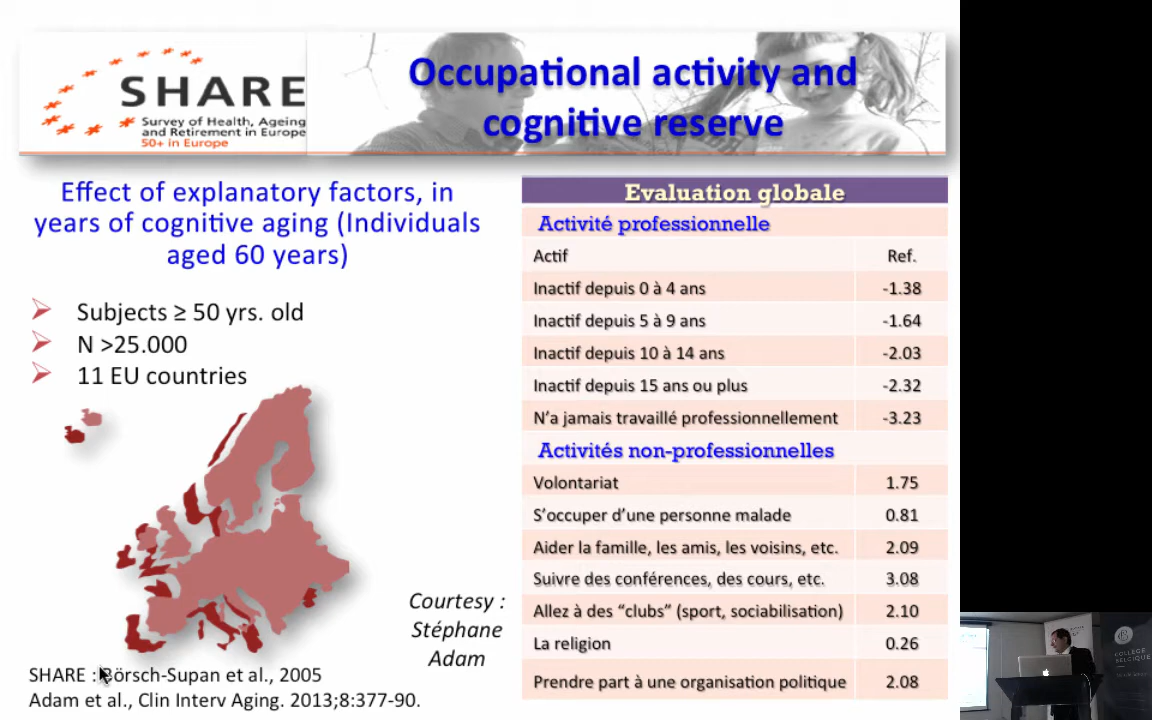 SHARE
Survey of Health, Ageing
and Retirement in Europe
50+ in Europe
Occupational activity and
cognitive reserve
Effect of explanatory factors, in
years of cognitive aging (Individuals
aged 60 years)
Subjects ≥ 50 yrs. old
N >25.000
11 EU countries
Courtesy :
Stéphane
Adam
SHARE : Börsch-Supan et al., 2005
Adam et al., Clin Interv Aging. 2013;8:377-90.
Evaluation globale
Activité professionnelle
Actif Ref.
Inactif depuis 0 à 4 ans -1.38
Inactif depuis 5 à 9 ans -1.64
Inactif depuis 10 à 14 ans -2.03
Inactif depuis 15 ans ou plus -2.32
N’a jamais travaillé professionnellement -3.23
Activités non-professionnelles
Volontariat 1.75
S’occuper d’une personne malade 0.81
Aider la famille, les amis, les voisins, etc. 2.09
Suivre des conférences, des cours, etc. 3.08
Allez à des “clubs” (sport, sociabilisation) 2.10
La religion 0.26
Prendre part à une organisation politique 2.08
COLLÈGE
BELGIQUE